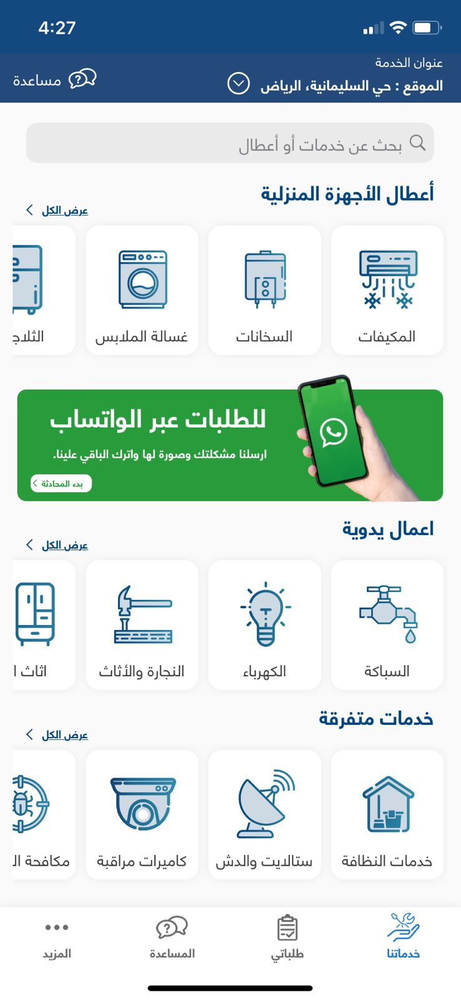 4:27
عنوان الخدمة
الموقع : حي السليمانية، الرياض
مساعدة
بحث عن خدمات أو أعطال
أعطال الأجهزة المنزلية
عرض الكل
المكيفات
السخانات
غسالة الملابس
الثلاج
للطلبات عبر الواتساب
ارسلنا مشكلتك وصورة لها واترك الباقي علينا.
بدء المحادثة
اعمال يدوية
عرض الكل
السباكة
الكهرباء
النجارة والأثاث
اثاث ا
خدمات متفرقة
عرض الكل
خدمات النظافة
ستالايت والدش
كاميرات مراقبة
مكافحة ال
خدماتنا
طلباتي
المساعدة
المزيد